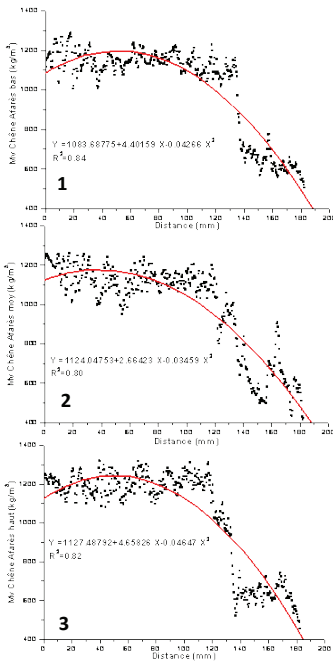 1400
1200
1000
800
600
400
Mv Chêne Afarés bas (kg/m³)
Y =1083.68775+4.40159 X-0.04266 X²
R²=0.84
1
0 20 40 60 80 100 120 140 160 180 200
Distance (mm)
1400
1200
1000
800
600
400
Mv Chêne Afarés moy (kg/m³)
Y =1124.04753+2.66423 X-0.03459 X²
R²=0.80
2
0 20 40 60 80 100 120 140 160 180 200
Distance (mm)
1400
1200
1000
800
600
400
Mv Chêne Afarés haut (kg/m³)
Y =1127.48792+4.65826 X-0.04647 X²
R²=0.82
3
0 20 40 60 80 100 120 140 160 180 200
Distance (mm)